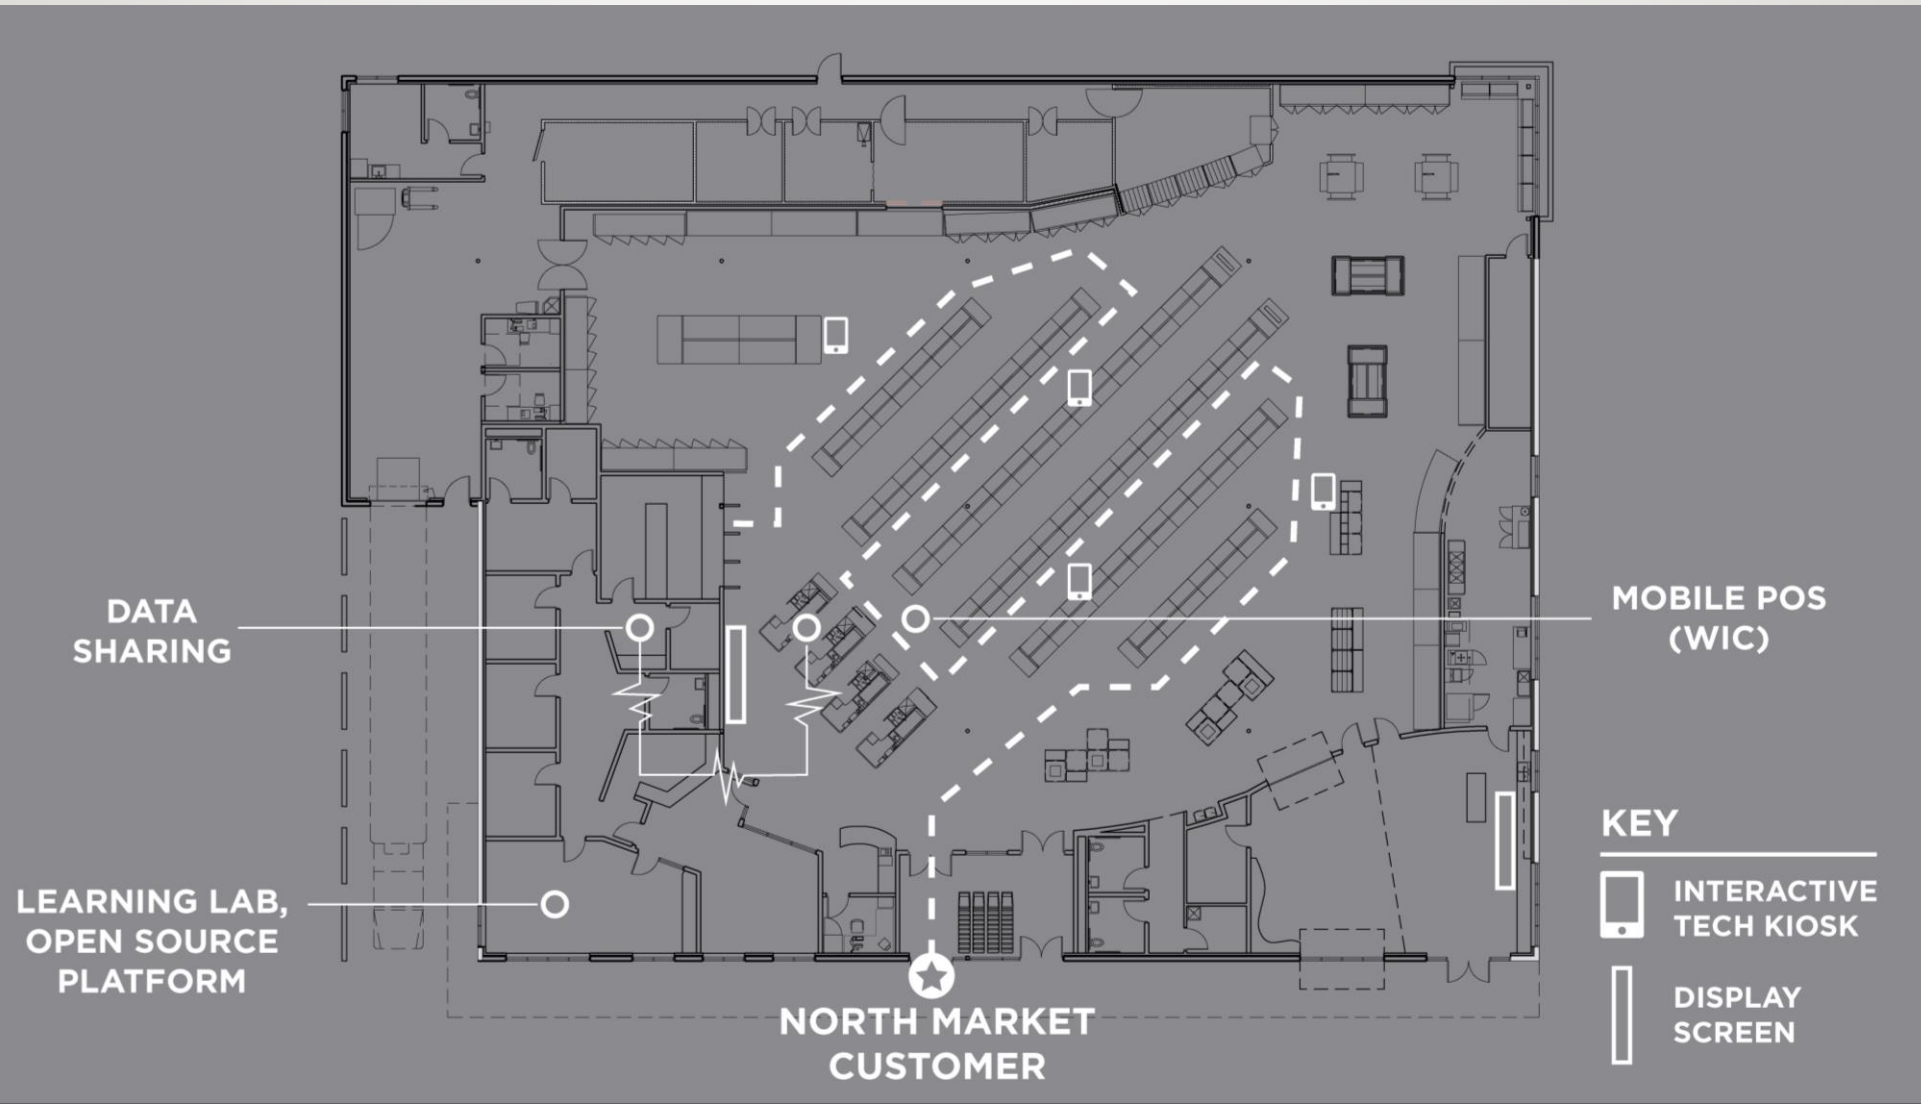 DATA
SHARING
MOBILE POS
(WIC)
LEARNING LAB,
OPEN SOURCE
PLATFORM
NORTH MARKET
CUSTOMER
KEY
INTERACTIVE
TECH KIOSK
DISPLAY
SCREEN